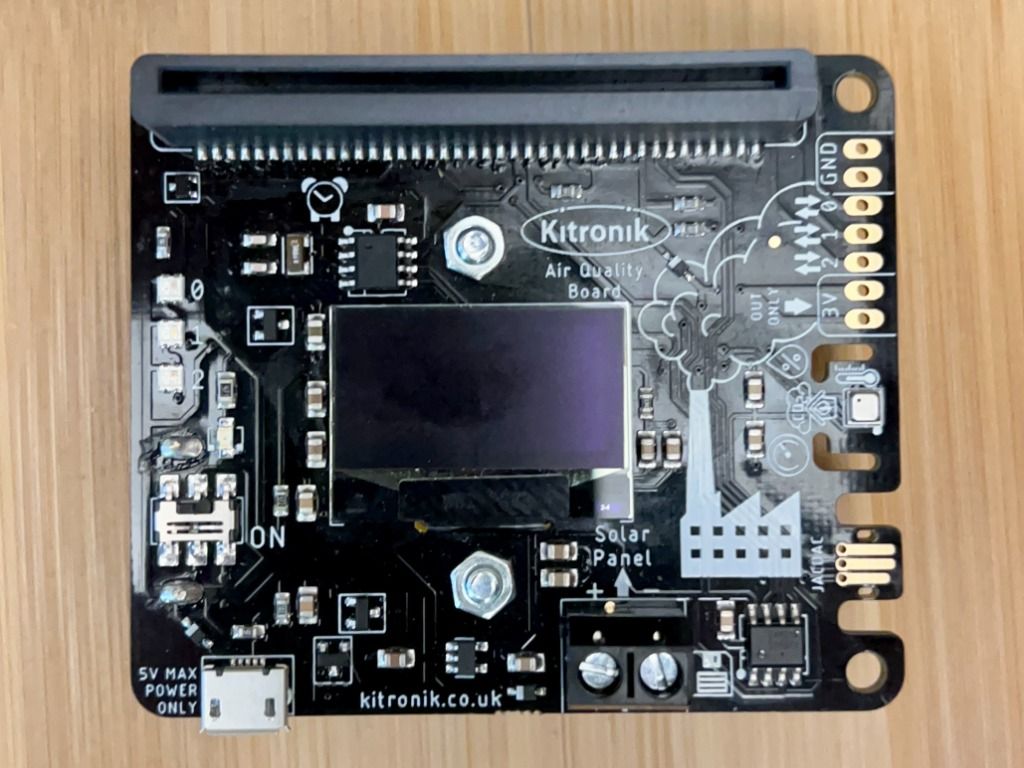 Kitronik
Air Quality
Board
GND
0
1
2
OUT
ONLY
3V
0
2
CO2
ON
Solar
Panel
+ −
JACDAC
5V MAX
POWER
ONLY
kitronik.co.uk